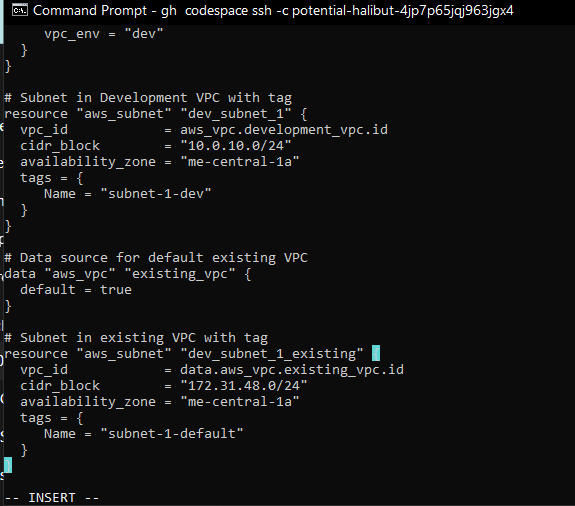 Command Prompt - gh  codespace ssh -c potential-halibut-4jp7p65jqj963jgx4
     vpc_env = "dev"
  }
}

# Subnet in Development VPC with tag
resource "aws_subnet" "dev_subnet_1" {
  vpc_id            = aws_vpc.development_vpc.id
  cidr_block        = "10.0.10.0/24"
  availability_zone = "me-central-1a"
  tags = {
     Name = "subnet-1-dev"
  }
}

# Data source for default existing VPC
data "aws_vpc" "existing_vpc" {
  default = true
}

# Subnet in existing VPC with tag
resource "aws_subnet" "dev_subnet_1_existing" {
  vpc_id            = data.aws_vpc.existing_vpc.id
  cidr_block        = "172.31.48.0/24"
  availability_zone = "me-central-1a"
  tags = {
     Name = "subnet-1-default"
  }
}

-- INSERT --